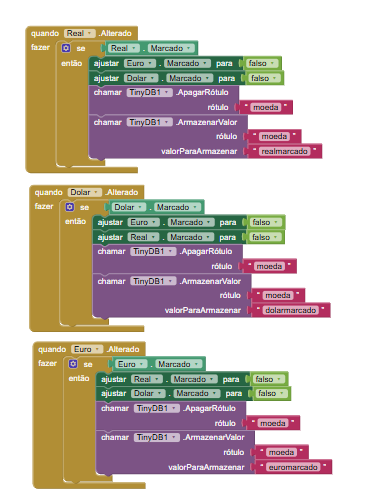 quando Real .Alterado
fazer se Real . Marcado
então ajustar Euro . Marcado para falso
ajustar Dolar . Marcado para falso
chamar TinyDB1 .ApagarRótulo
rótulo " moeda "
chamar TinyDB1 .ArmazenarValor
rótulo " moeda "
valorParaArmazenar " realmarcado "
quando Dolar .Alterado
fazer se Dolar . Marcado
então ajustar Euro . Marcado para falso
ajustar Real . Marcado para falso
chamar TinyDB1 .ApagarRótulo
rótulo " moeda "
chamar TinyDB1 .ArmazenarValor
rótulo " moeda "
valorParaArmazenar " dolarmarcado "
quando Euro .Alterado
fazer se Euro . Marcado
então ajustar Real . Marcado para falso
ajustar Dolar . Marcado para falso
chamar TinyDB1 .ApagarRótulo
rótulo " moeda "
chamar TinyDB1 .ArmazenarValor
rótulo " moeda "
valorParaArmazenar " euromarcado "